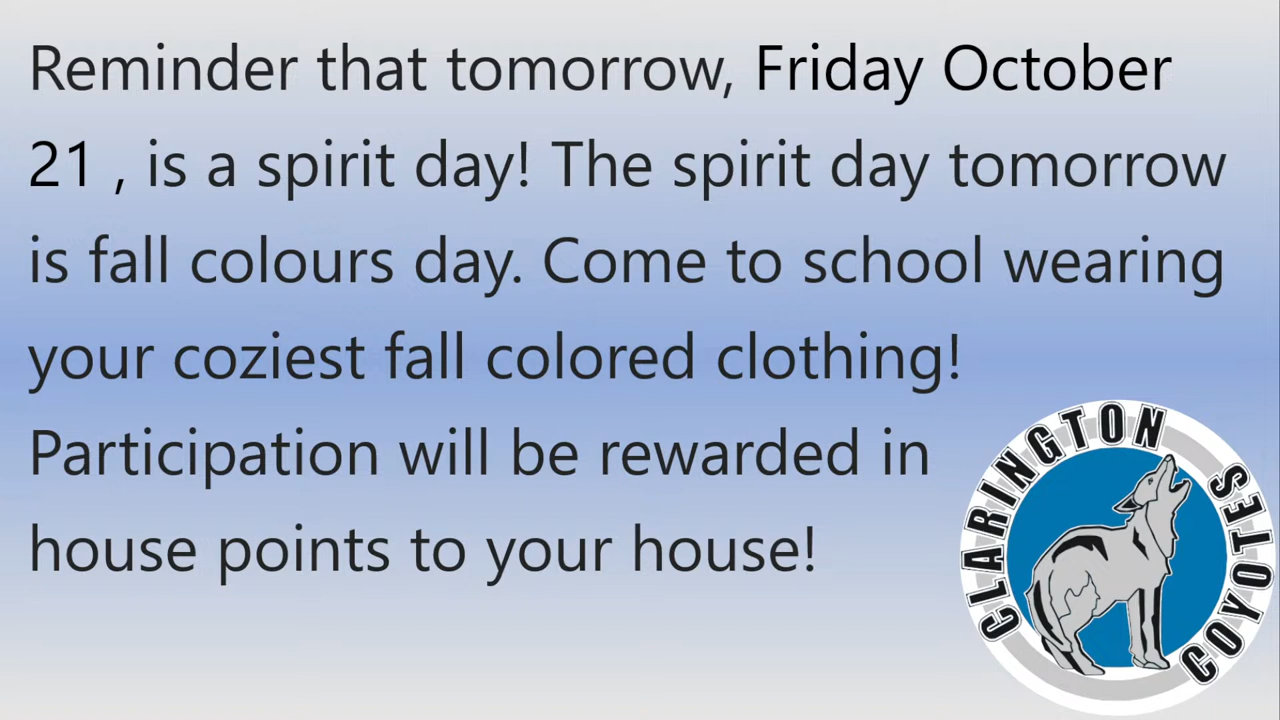 Reminder that tomorrow, Friday October
21 , is a spirit day! The spirit day tomorrow
is fall colours day. Come to school wearing
your coziest fall colored clothing!
Participation will be rewarded in
house points to your house!
CLARINGTON
COYOTES